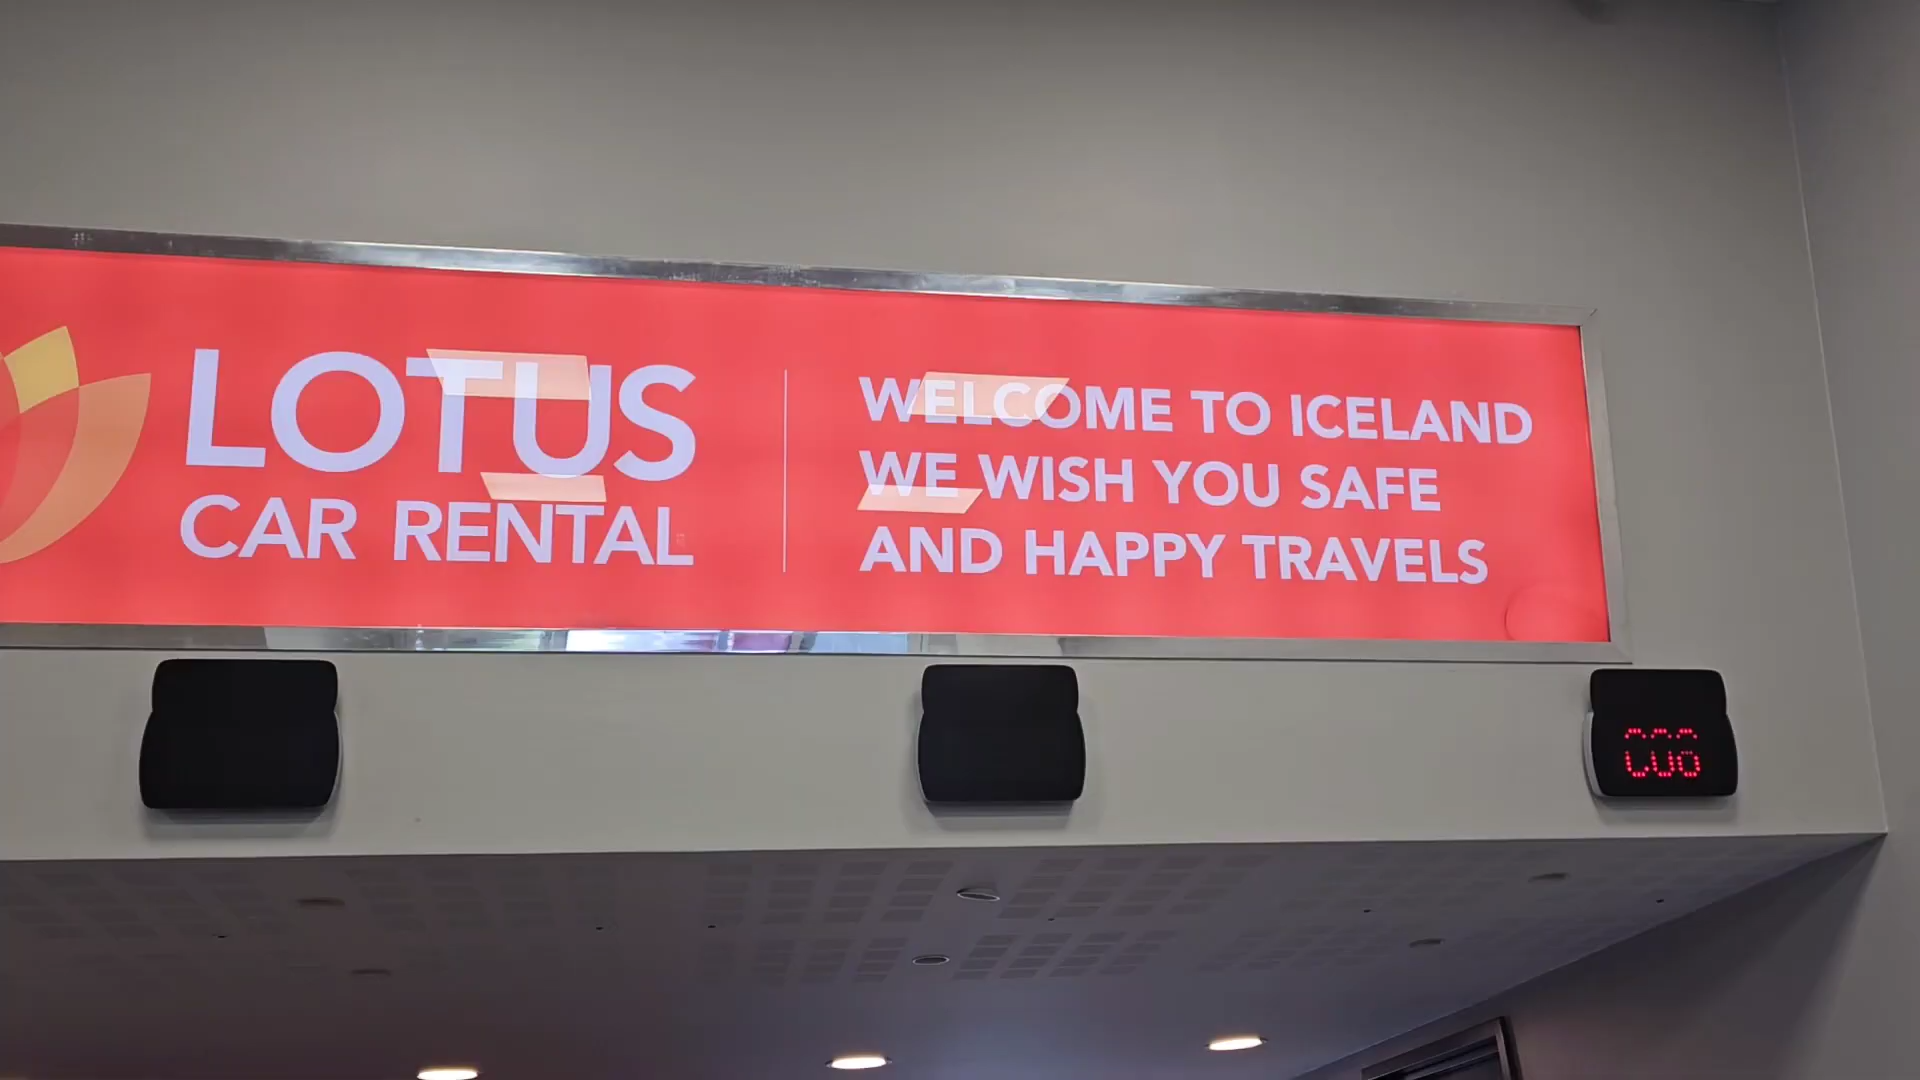 LOTUS
CAR RENTAL
WELCOME TO ICELAND
WE WISH YOU SAFE
AND HAPPY TRAVELS